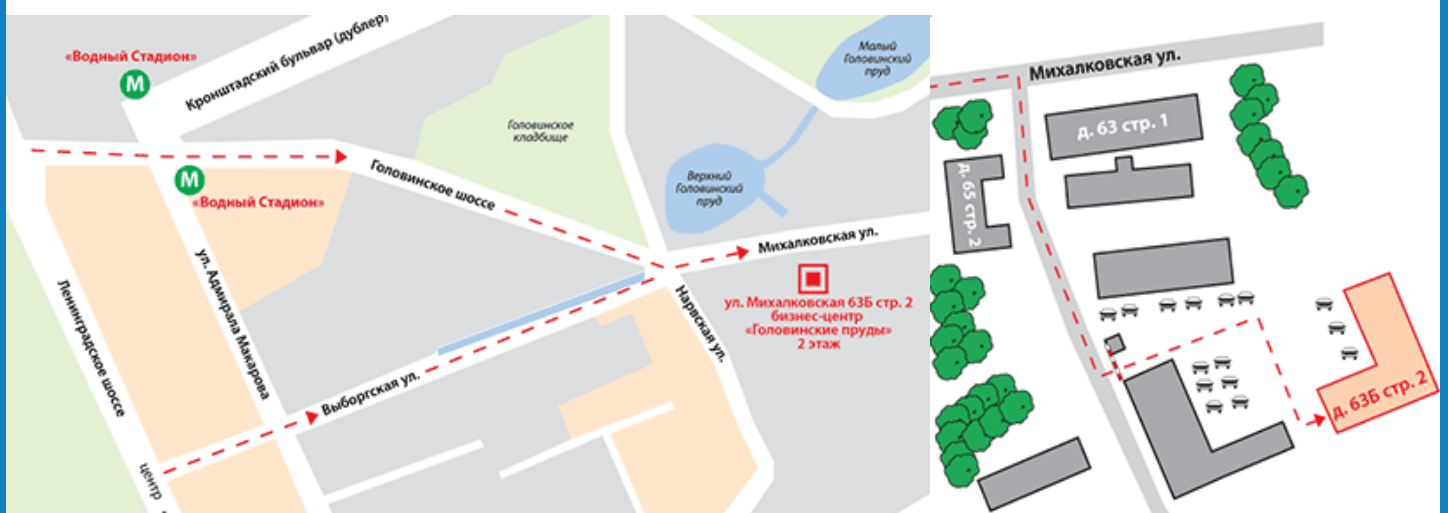 «Водный Стадион»
М
Кронштадский бульвар (дублер)
Малый
Головинский
пруд
Головинское
кладбище
Головинское шоссе
Верхний
Головинский
пруд
М
«Водный Стадион»
Михалковская ул.
ул. Михалковская 63Б стр. 2
бизнес-центр
«Головинские пруды»
2 этаж
Нарвская ул.
ул. Адмирала Макарова
Ленинградское шоссе
Выборгская ул.
центр
Михалковская ул.
д. 63 стр. 1
д. 65 стр. 2
д. 63Б стр. 2